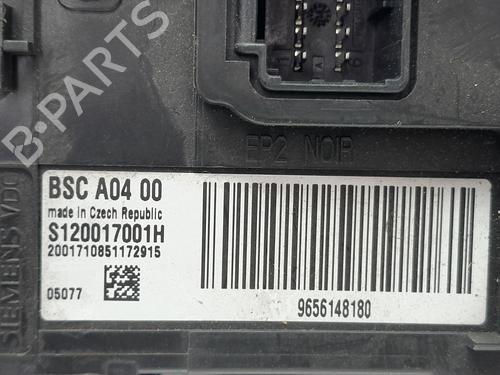 B-PARTS
EP2 NOIR
BSC A04 00
made in Czech Republic
S120017001H
2001710851172915
05077
9656148180
SIEMENS VDO